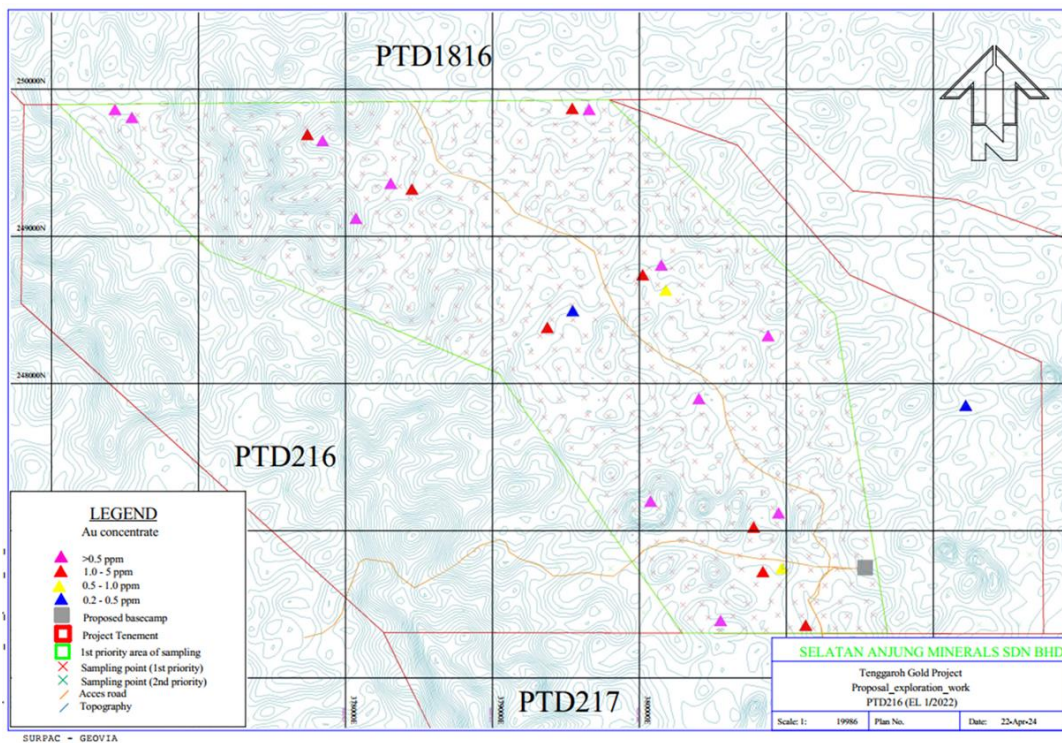 PTD1816
250000N
N
249000N
248000N
PTD216
LEGEND
Au concentrate
>0.5 ppm
1.0 - 5 ppm
0.5 - 1.0 ppm
0.2 - 0.5 ppm
Proposed basecamp
Project Tenement
1st priority area of sampling
Sampling point (1st priority)
Sampling point (2nd priority)
Acces road
Topography
378000E
379000E
380000E
PTD217
SELATAN ANJUNG MINERALS SDN BHD
Tenggaroh Gold Project
Proposal_exploration_work
PTD216 (EL 1/2022)
Scale: 1: 19986 Plan No. Date: 22-Apr-24
SURPAC - GEOVIA